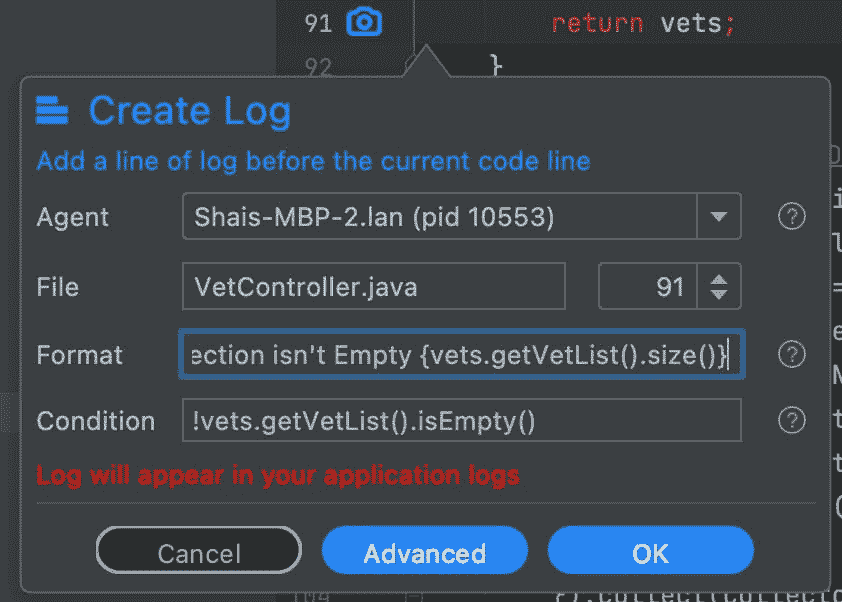 91 return vets;
92 }
Create Log
Add a line of log before the current code line
Agent Shais-MBP-2.lan (pid 10553)
File VetController.java 91
Format ection isn't Empty {vets.getVetList().size()}
Condition !vets.getVetList().isEmpty()
Log will appear in your application logs
Cancel Advanced OK
104 }).collect(Collecto